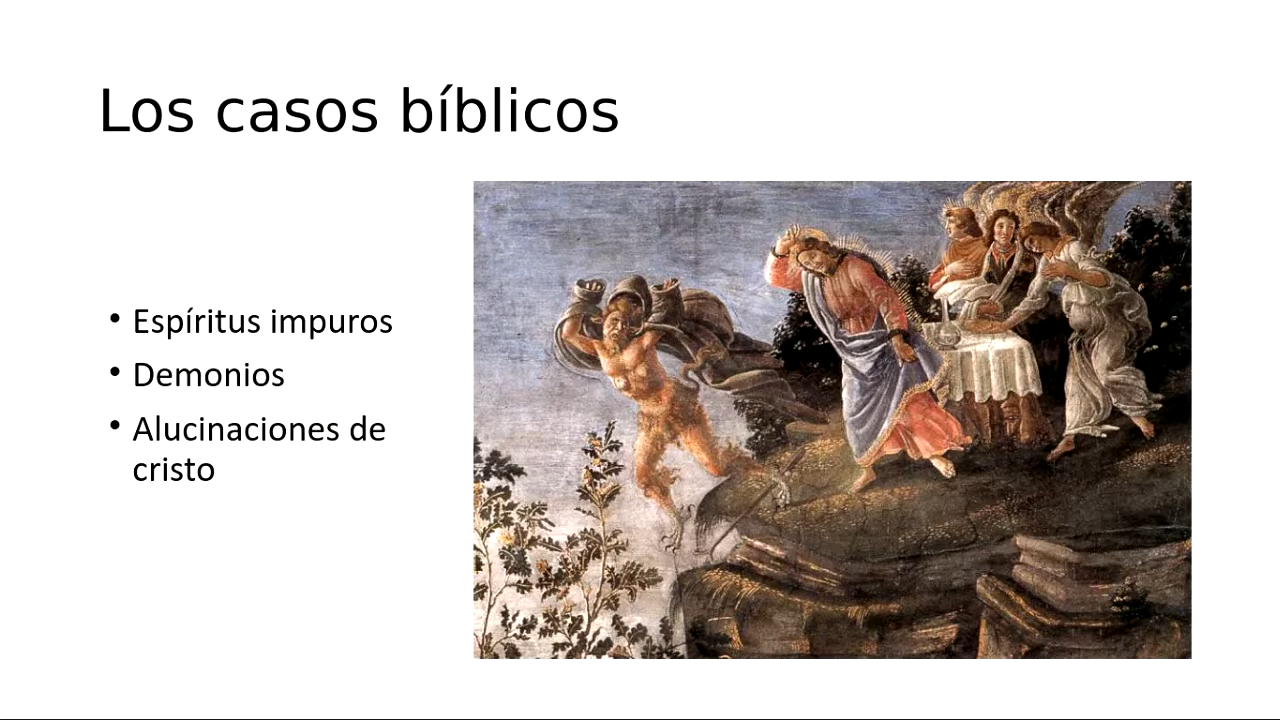 Los casos bíblicos
• Espíritus impuros
• Demonios
• Alucinaciones de
cristo